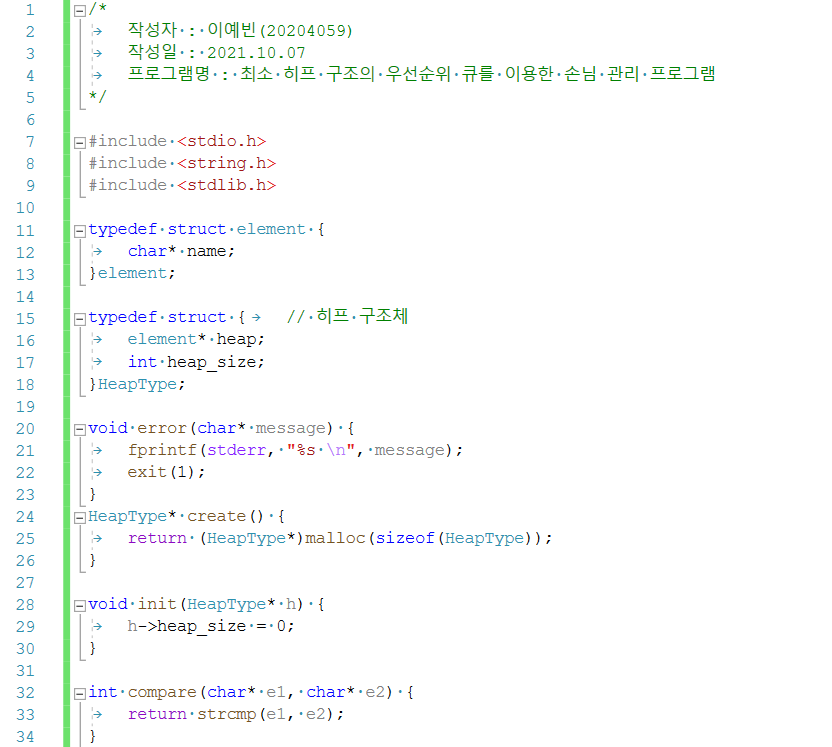 1 /*
2 작성자 : 이예빈(20204059)
3 작성일 : 2021.10.07
4 프로그램명 : 최소 히프 구조의 우선순위 큐를 이용한 손님 관리 프로그램
5 */
6
7 #include <stdio.h>
8 #include <string.h>
9 #include <stdlib.h>
10
11 typedef struct element {
12 char* name;
13 }element;
14
15 typedef struct { // 히프 구조체
16 element* heap;
17 int heap_size;
18 }HeapType;
19
20 void error(char* message) {
21 fprintf(stderr, "%s \n", message);
22 exit(1);
23 }
24 HeapType* create() {
25 return (HeapType*)malloc(sizeof(HeapType));
26 }
27
28 void init(HeapType* h) {
29 h->heap_size = 0;
30 }
31
32 int compare(char* e1, char* e2) {
33 return strcmp(e1, e2);
34 }